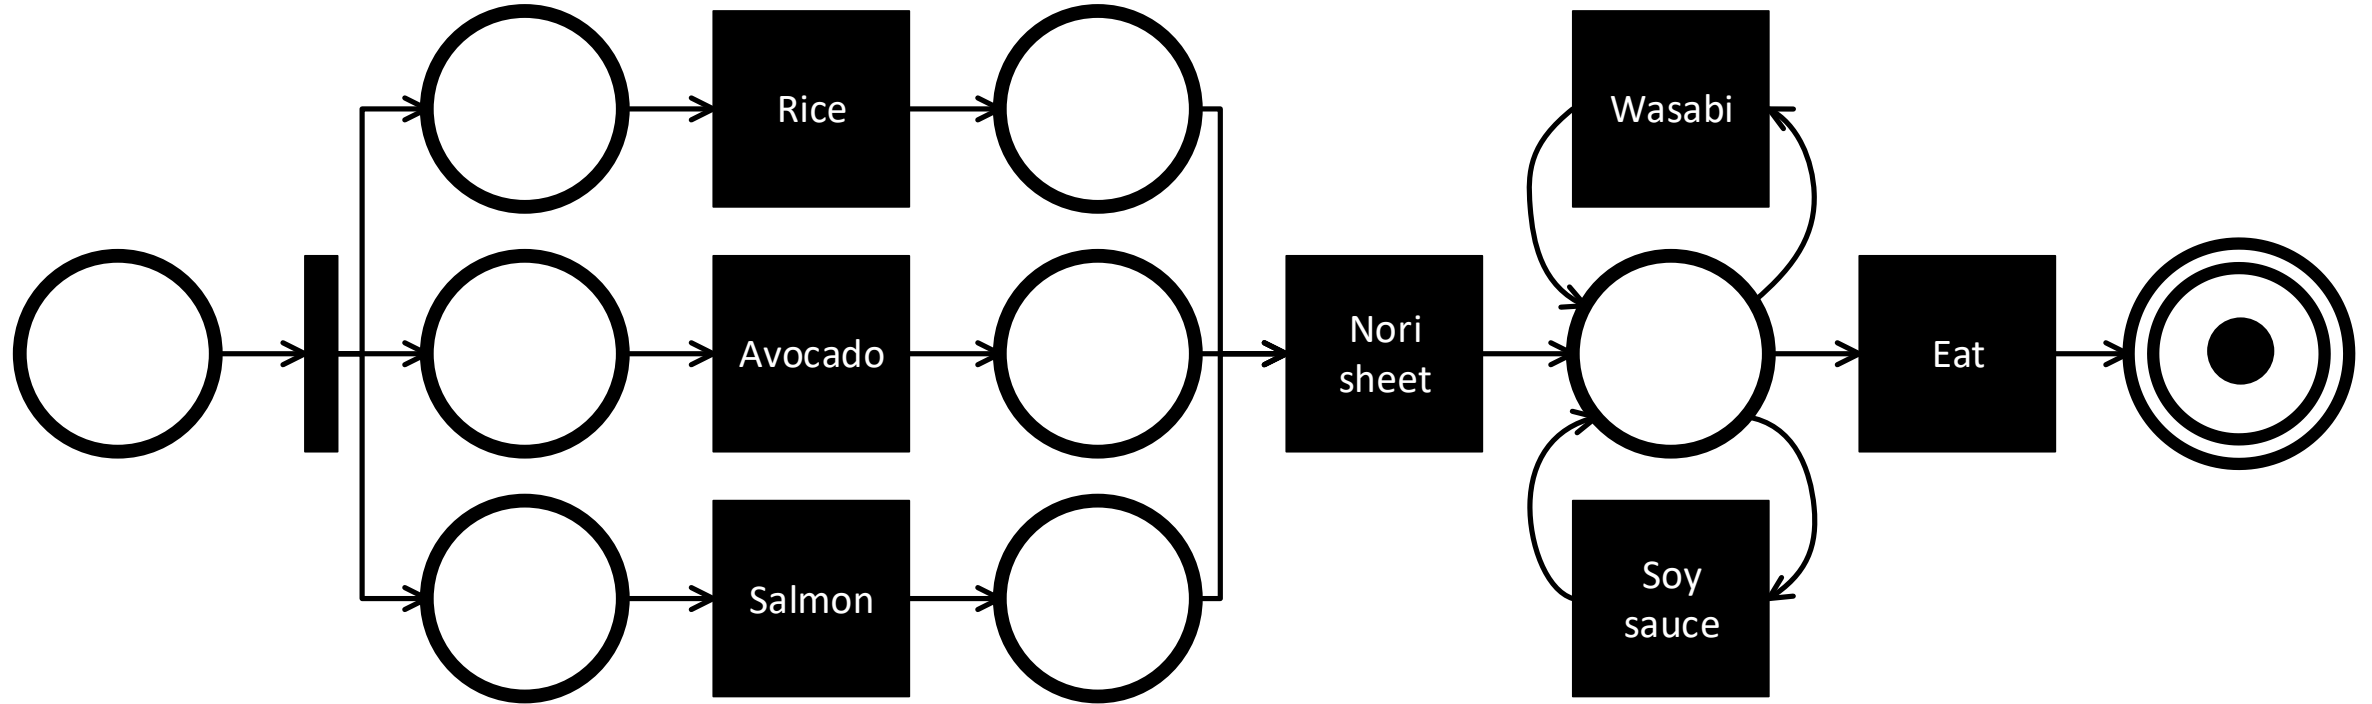 Rice
Avocado
Salmon
Nori
sheet
Wasabi
Soy
sauce
Eat